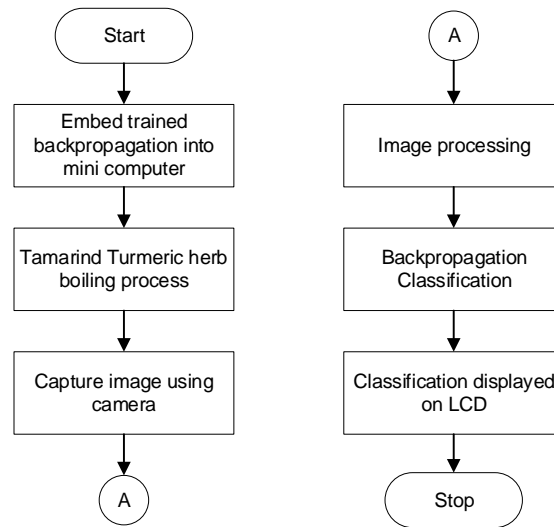 Start
Embed trained
backpropagation into
mini computer
Tamarind Turmeric herb
boiling process
Capture image using
camera
A
A
Image processing
Backpropagation
Classification
Classification displayed
on LCD
Stop